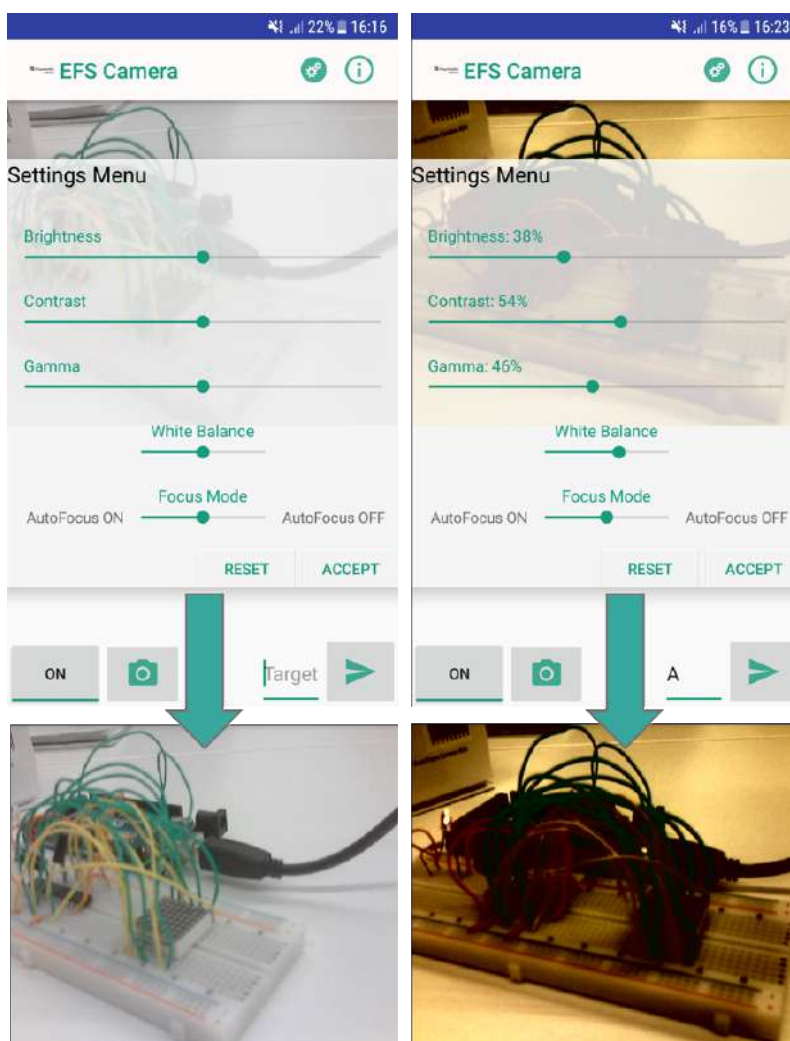 22% 16:16
EFS Camera
Settings Menu
Brightness
Contrast
Gamma
White Balance
Focus Mode
AutoFocus ON
AutoFocus OFF
RESET
ACCEPT
ON
Target
16% 16:23
EFS Camera
Settings Menu
Brightness: 38%
Contrast: 54%
Gamma: 46%
White Balance
Focus Mode
AutoFocus ON
AutoFocus OFF
RESET
ACCEPT
ON
A